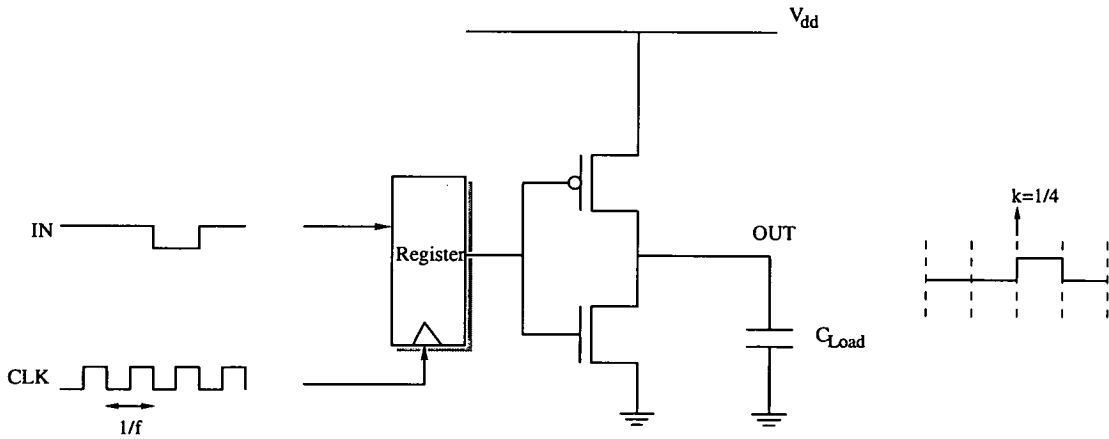 V_dd
k=1/4
IN
Register
OUT
C_Load
CLK
1/f